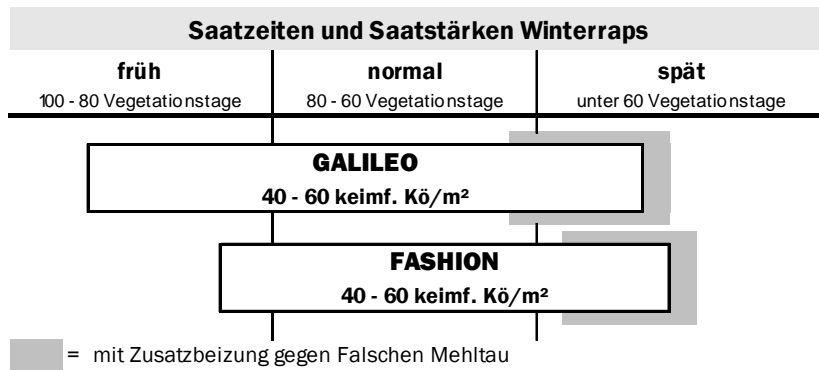 Saatzeiten und Saatstärken Winterraps
früh normal spät
100 - 80 Vegetationstage 80 - 60 Vegetationstage unter 60 Vegetationstage
GALILEO
40 - 60 keimf. Kö/m²
FASHION
40 - 60 keimf. Kö/m²
= mit Zusatzbeizung gegen Falschen Mehltau